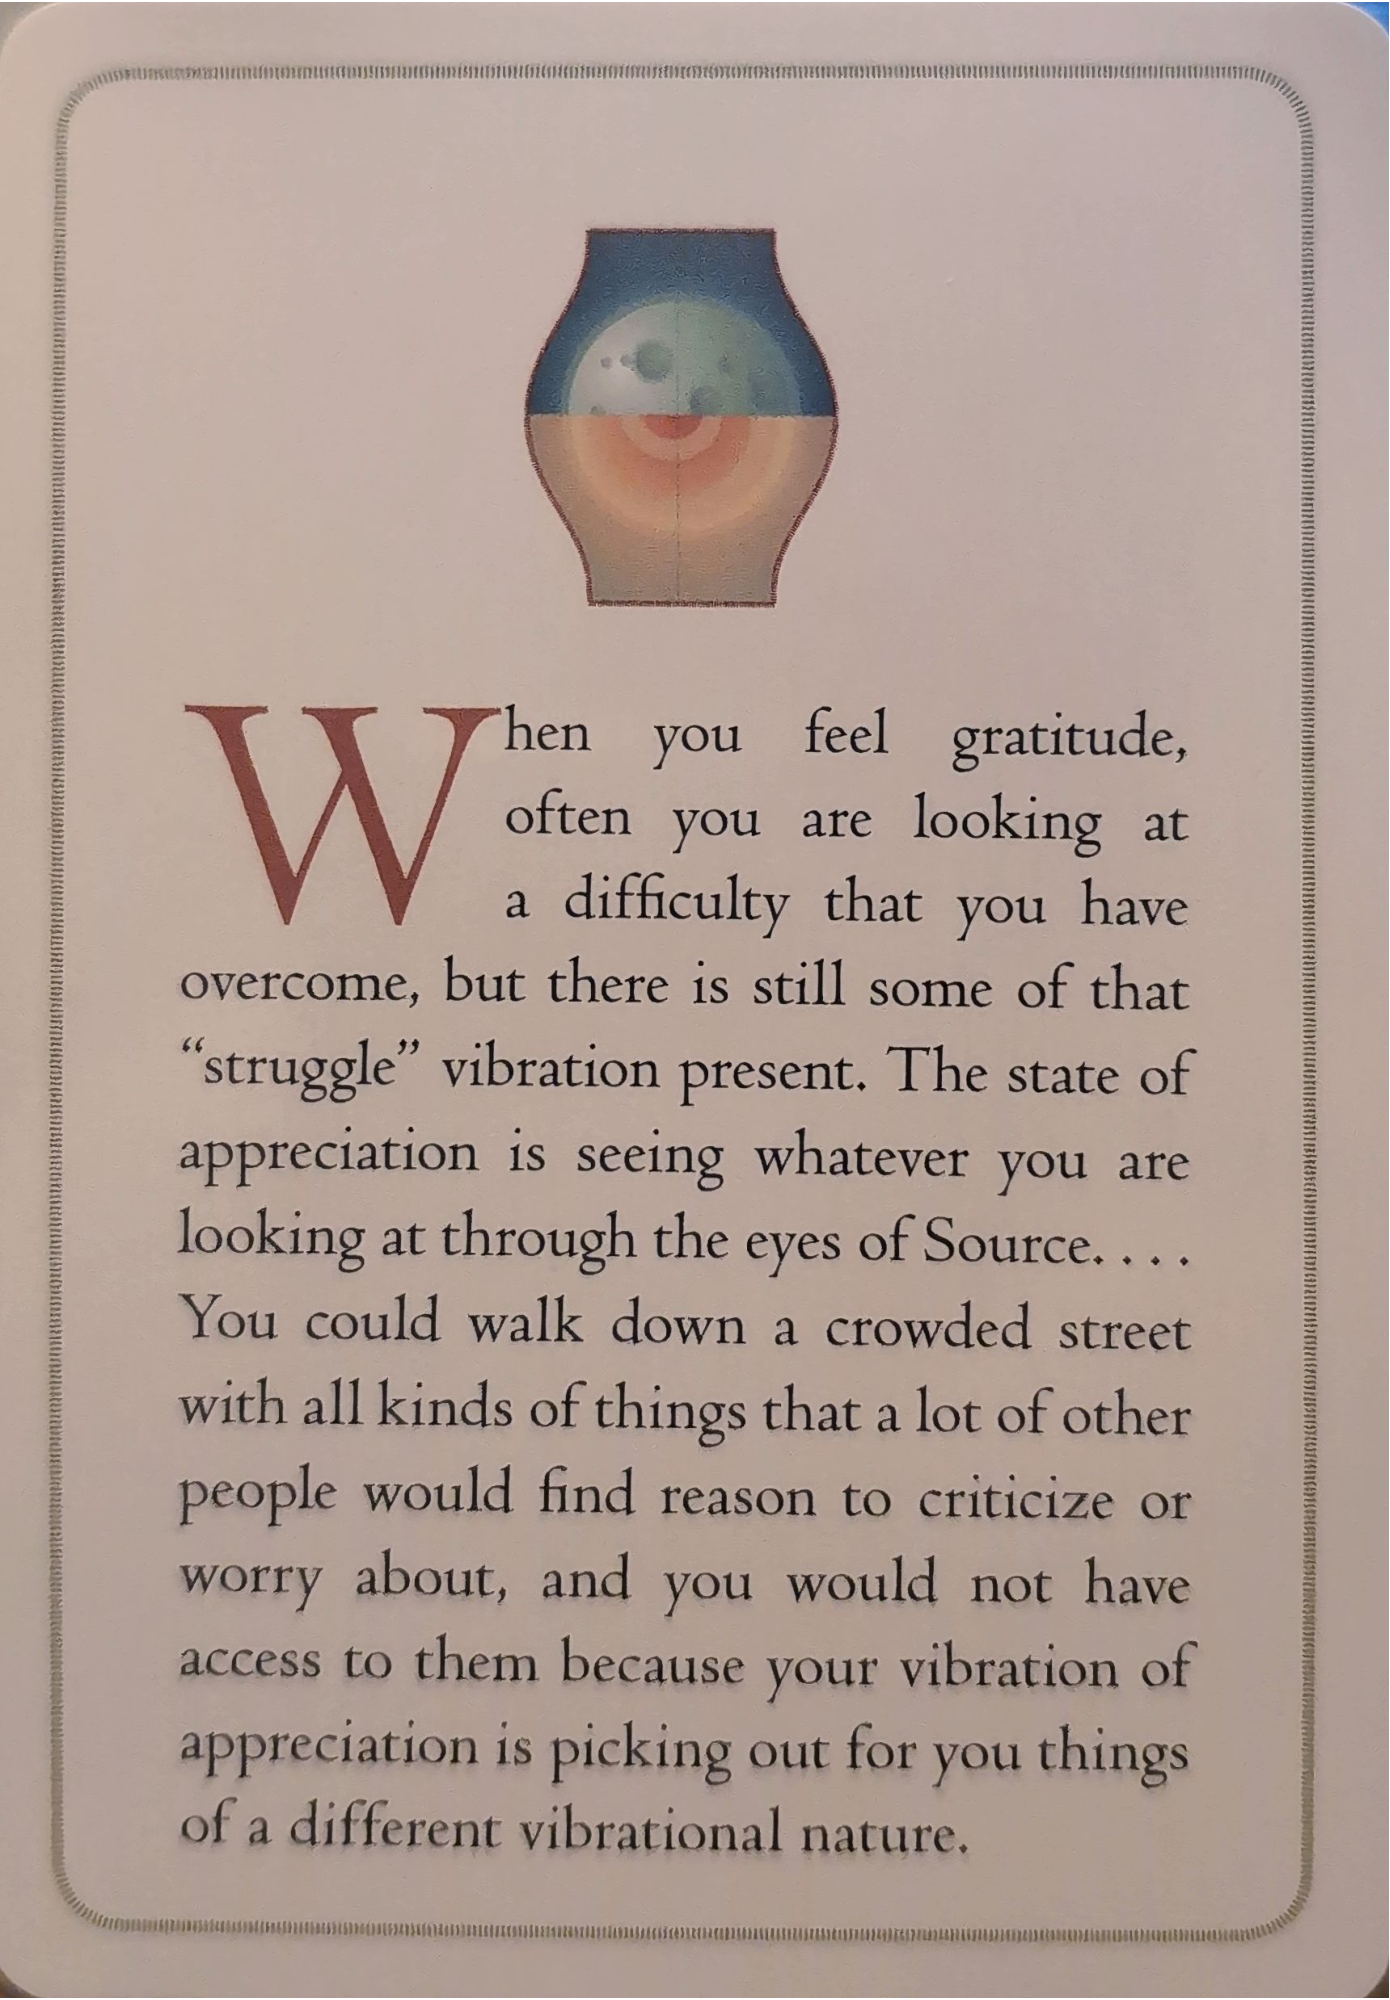 When you feel gratitude,
often you are looking at
a difficulty that you have
overcome, but there is still some of that
“struggle” vibration present. The state of
appreciation is seeing whatever you are
looking at through the eyes of Source. . . .
You could walk down a crowded street
with all kinds of things that a lot of other
people would find reason to criticize or
worry about, and you would not have
access to them because your vibration of
appreciation is picking out for you things
of a different vibrational nature.